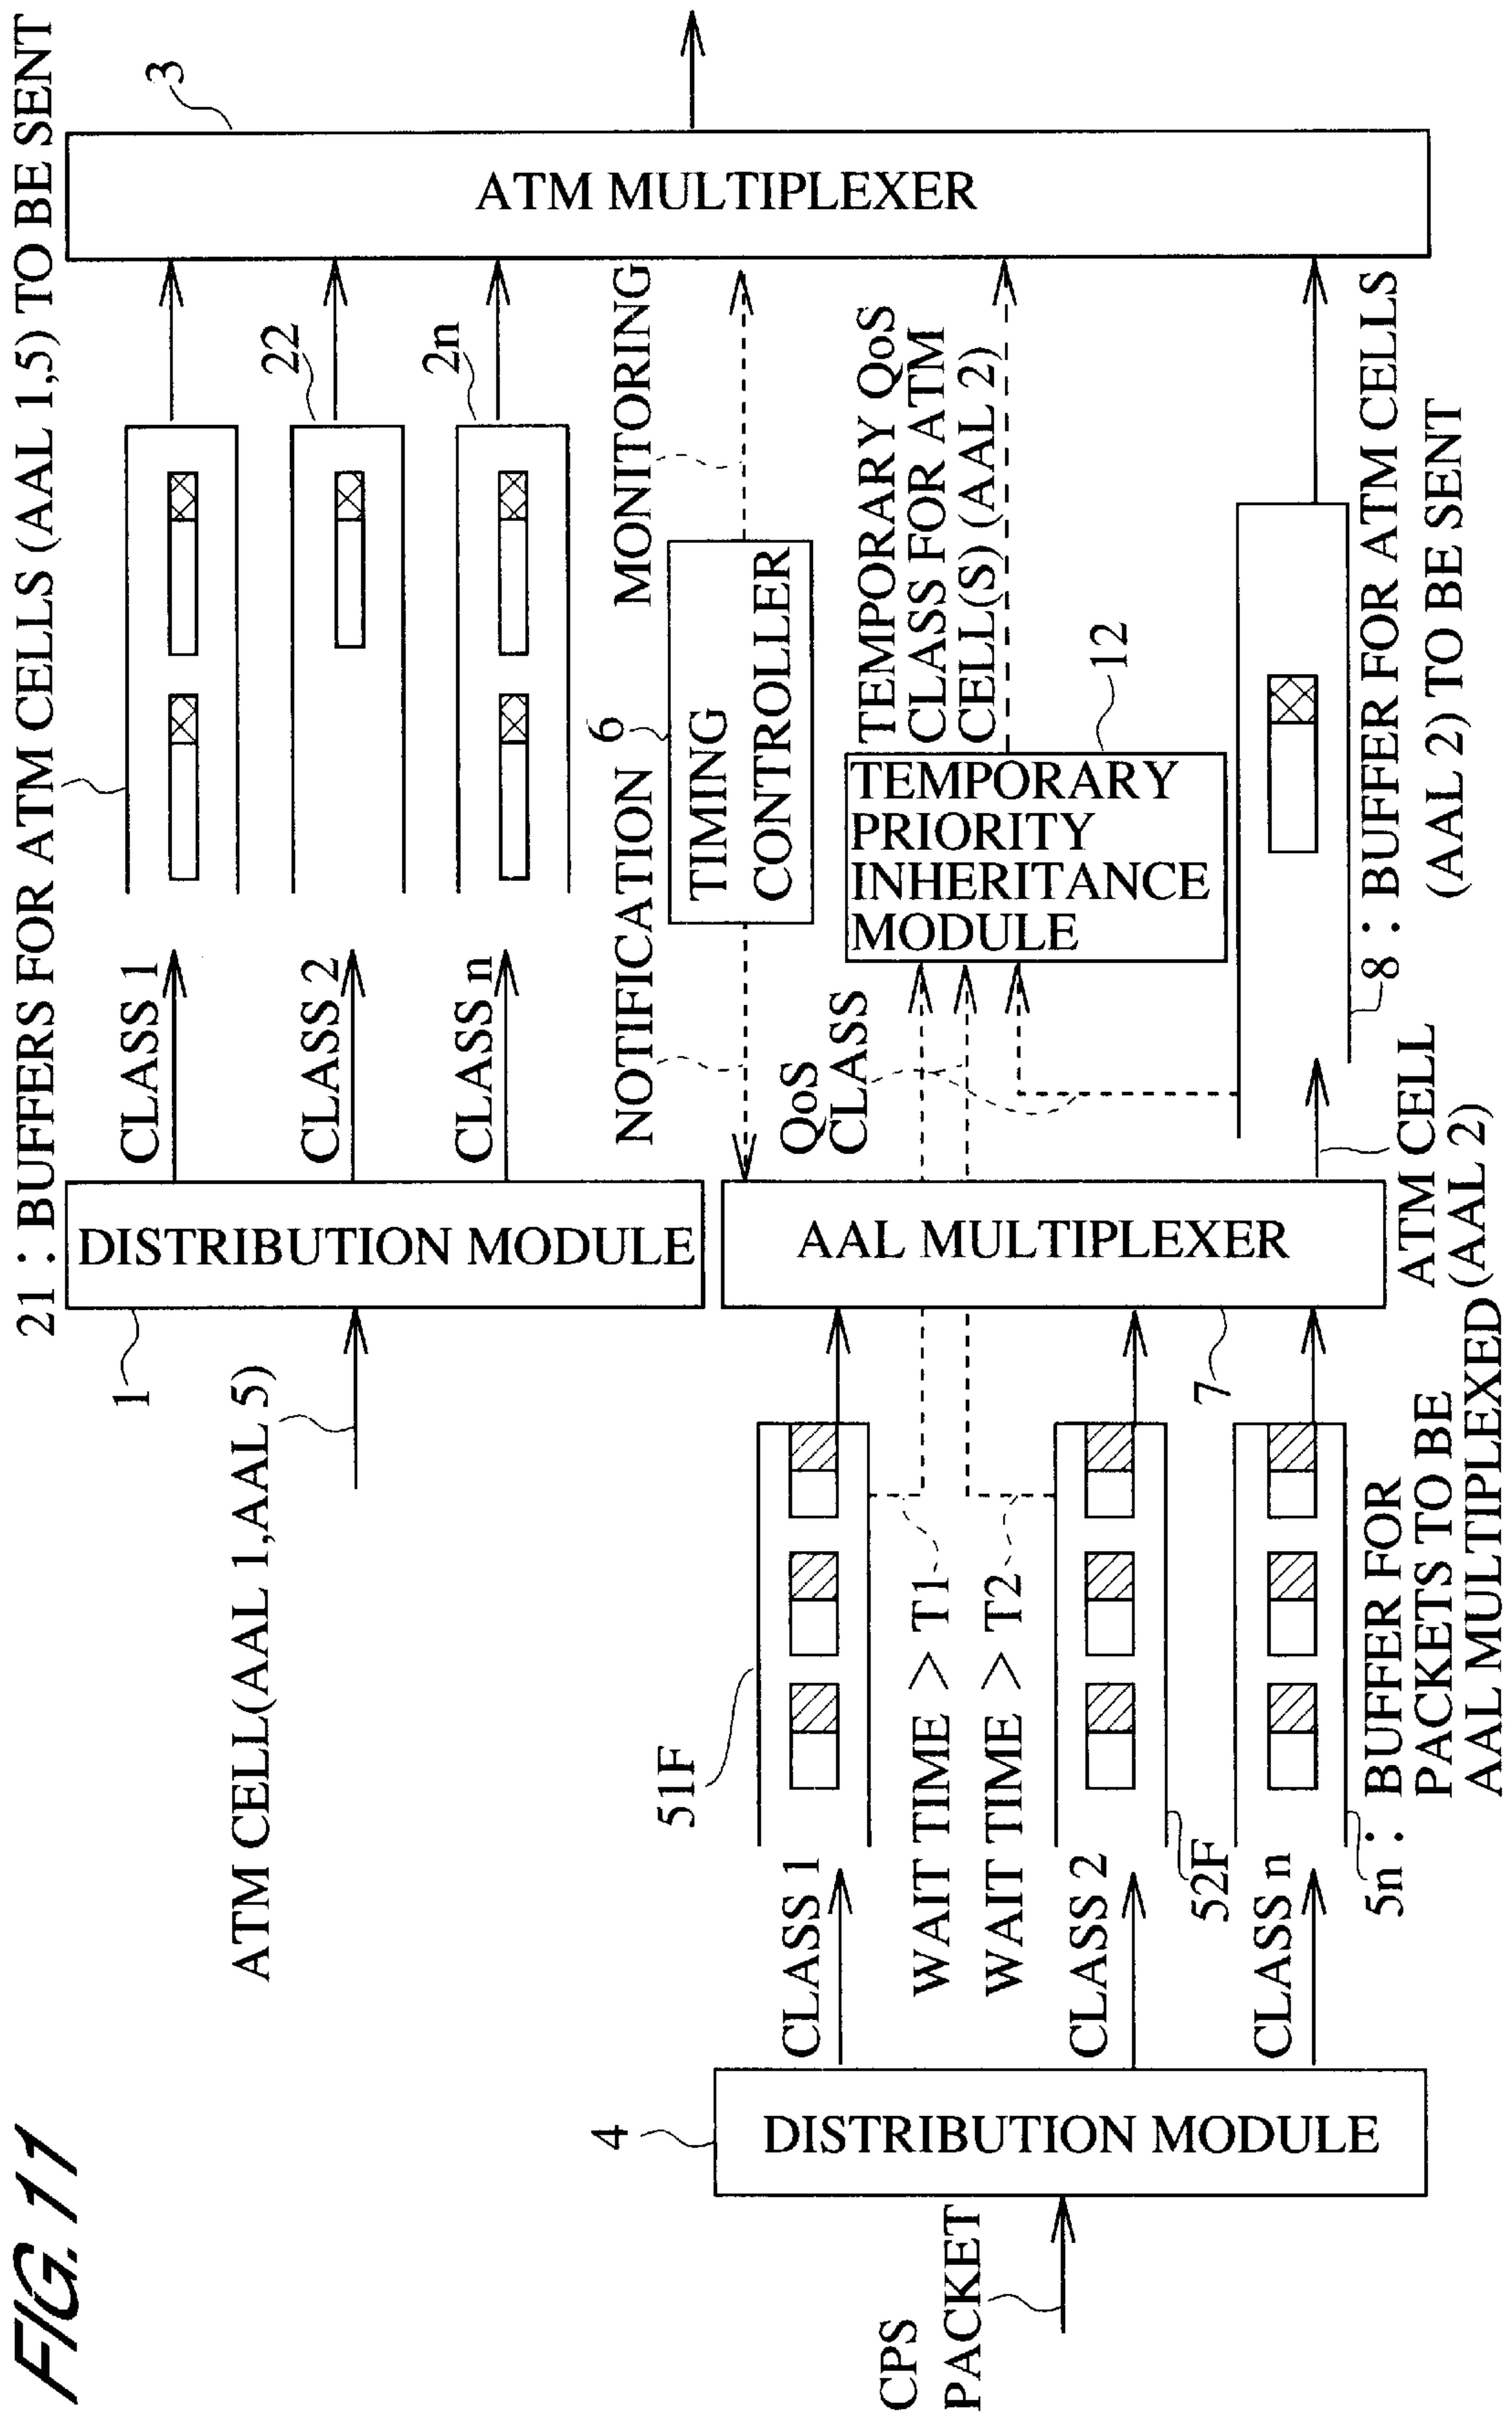 FIG. 11
21 : BUFFERS FOR ATM CELLS (AAL 1,5) TO BE SENT
ATM CELL(AAL 1,AAL 5)
1
DISTRIBUTION MODULE
CLASS 1
CLASS 2
CLASS n
22
2n
3
ATM MULTIPLEXER
NOTIFICATION
6
TIMING
CONTROLLER
MONITORING
CPS
PACKET
4
DISTRIBUTION MODULE
CLASS 1
51F
WAIT TIME > T1
WAIT TIME > T2
CLASS 2
52F
CLASS n
5n : BUFFER FOR
PACKETS TO BE
AAL MULTIPLEXED
7
AAL MULTIPLEXER
QoS
CLASS
TEMPORARY
PRIORITY
INHERITANCE
MODULE
12
TEMPORARY QoS
CLASS FOR ATM
CELL(S) (AAL 2)
ATM CELL
(AAL 2)
8 : BUFFER FOR ATM CELLS
(AAL 2) TO BE SENT